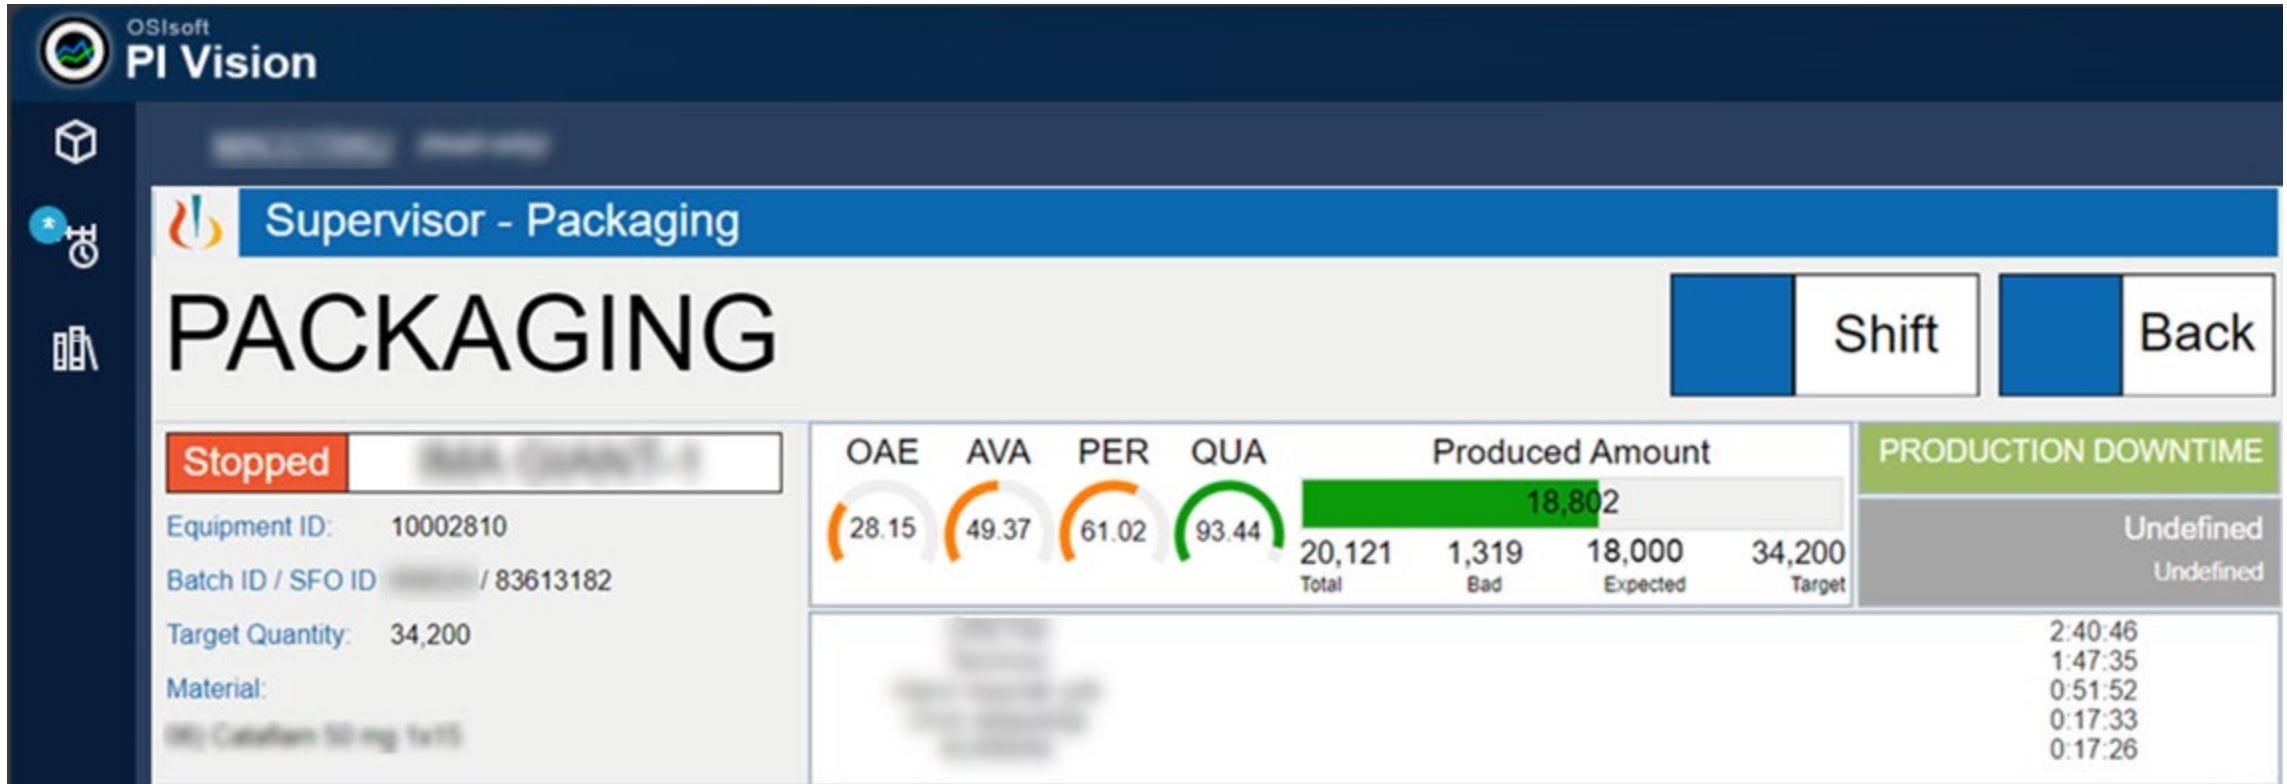 OSIsoft
PI Vision
Supervisor - Packaging
PACKAGING
Shift
Back
Stopped
Equipment ID: 10002810
Batch ID / SFO ID / 83613182
Target Quantity: 34,200
Material:
OAE AVA PER QUA
28.15 49.37 61.02 93.44
Produced Amount
18,802
20,121 1,319 18,000 34,200
Total Bad Expected Target
PRODUCTION DOWNTIME
Undefined
Undefined
2:40:46
1:47:35
0:51:52
0:17:33
0:17:26